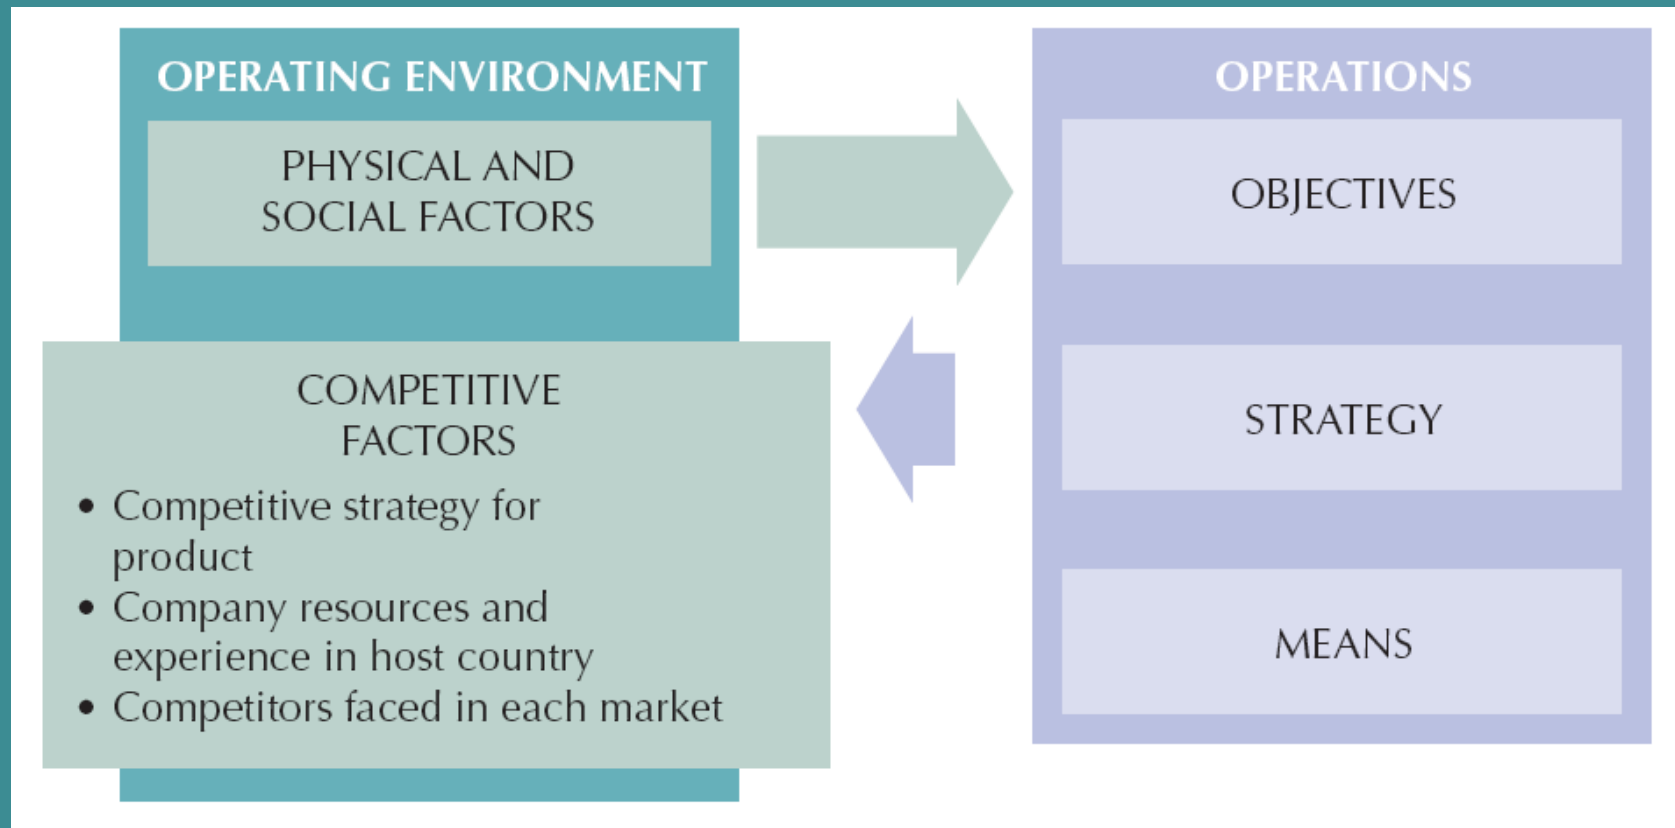 OPERATING ENVIRONMENT
PHYSICAL AND
SOCIAL FACTORS
COMPETITIVE
FACTORS
• Competitive strategy for
product
• Company resources and
experience in host country
• Competitors faced in each market
OPERATIONS
OBJECTIVES
STRATEGY
MEANS